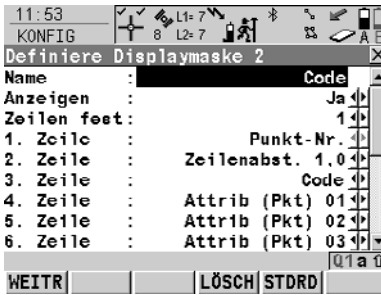 11:53
KONFIG
8
L1= 7
L2= 7
Definiere Displaymaske 2
Name : Code
Anzeigen : Ja
Zeilen fest: 1
1. Zeile : Punkt-Nr.
2. Zeile : Zeilenabst. 1,0
3. Zeile : Code
4. Zeile : Attrib (Pkt) 01
5. Zeile : Attrib (Pkt) 02
6. Zeile : Attrib (Pkt) 03
Q1a
WEITR LÖSCH STDRD